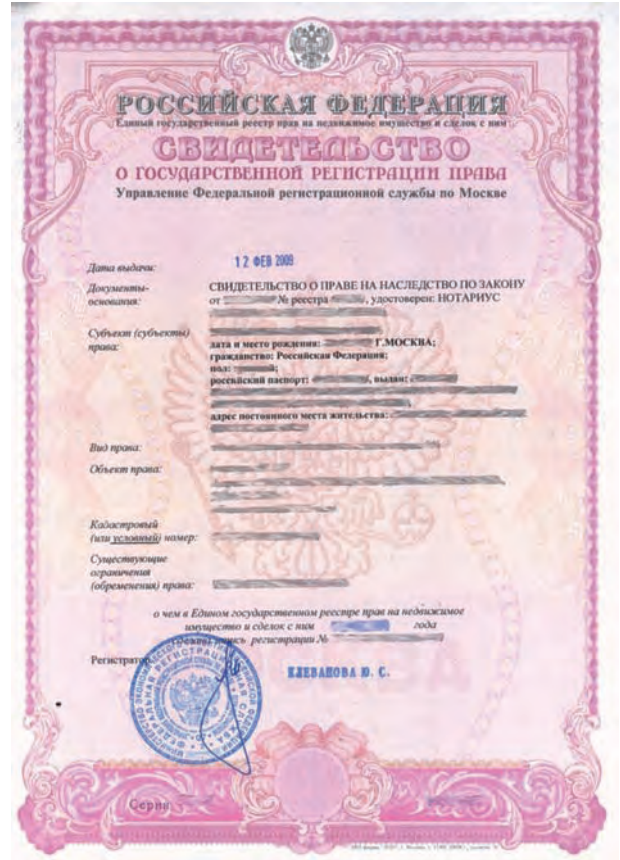 РОССИЙСКАЯ ФЕДЕРАЦИЯ
Единый государственный реестр прав на недвижимое имущество и сделок с ним
СВИДЕТЕЛЬСТВО
О ГОСУДАРСТВЕННОЙ РЕГИСТРАЦИИ ПРАВА
Управление Федеральной регистрационной службы по Москве
Дата выдачи: 12 ФЕВ 2009
Документы- СВИДЕТЕЛЬСТВО О ПРАВЕ НА НАСЛЕДСТВО ПО ЗАКОНУ
основания: от № реестра , удостоверен: НОТАРИУС
Субъект (субъекты)
права: дата и место рождения: Г.МОСКВА;
гражданство: Российская Федерация;
пол: ;
российский паспорт: , выдан:
адрес постоянного места жительства:
Вид права:
Объект права:
Кадастровый
(или условный) номер:
Существующие
ограничения
(обременения) права:
о чем в Едином государственном реестре прав на недвижимое
имущество и сделок с ним года
запись регистрации №
Регистратор
КЛЕВАНОВА Ю. С.
Серия